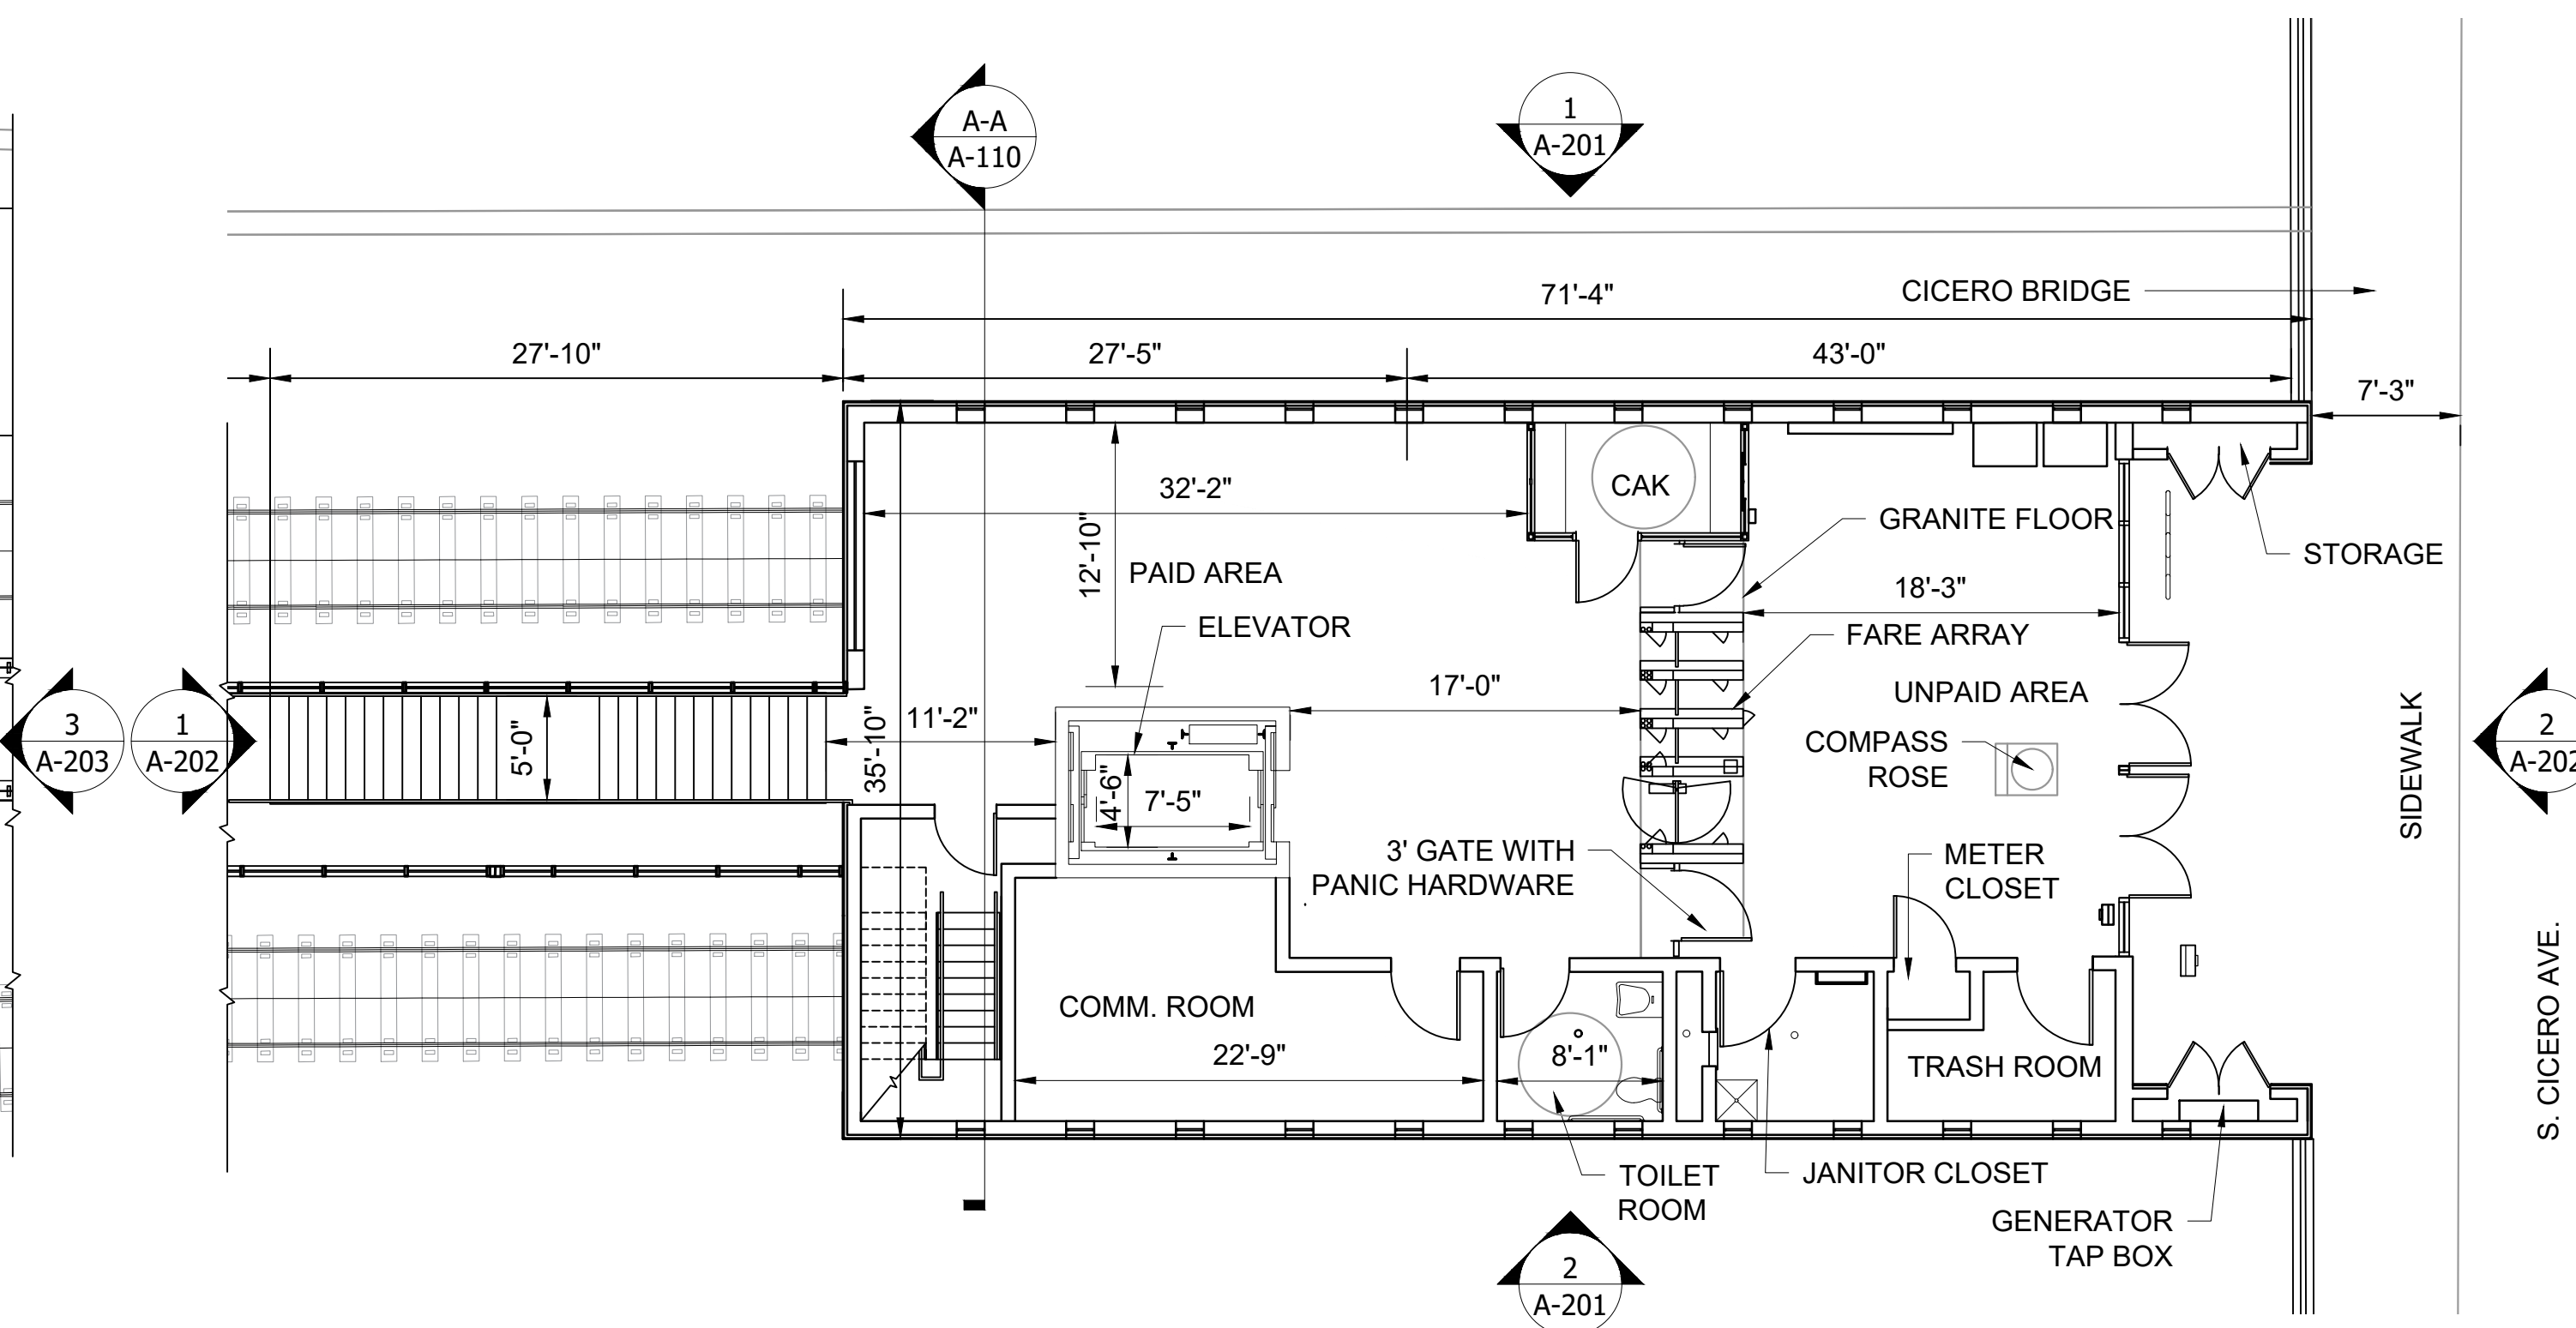 A-A
A-110
1
A-201
71'-4"
CICERO BRIDGE
27'-10"
27'-5"
43'-0"
7'-3"
32'-2"
CAK
GRANITE FLOOR
STORAGE
12'-10"
PAID AREA
18'-3"
ELEVATOR
FARE ARRAY
17'-0"
UNPAID AREA
3
A-203
1
A-202
5'-0"
35'-10"
11'-2"
4'-6"
7'-5"
COMPASS
ROSE
SIDEWALK
2
A-202
3' GATE WITH
PANIC HARDWARE
METER
CLOSET
COMM. ROOM
22'-9"
8'-1"
TRASH ROOM
S. CICERO AVE.
TOILET
ROOM
JANITOR CLOSET
GENERATOR
TAP BOX
2
A-201